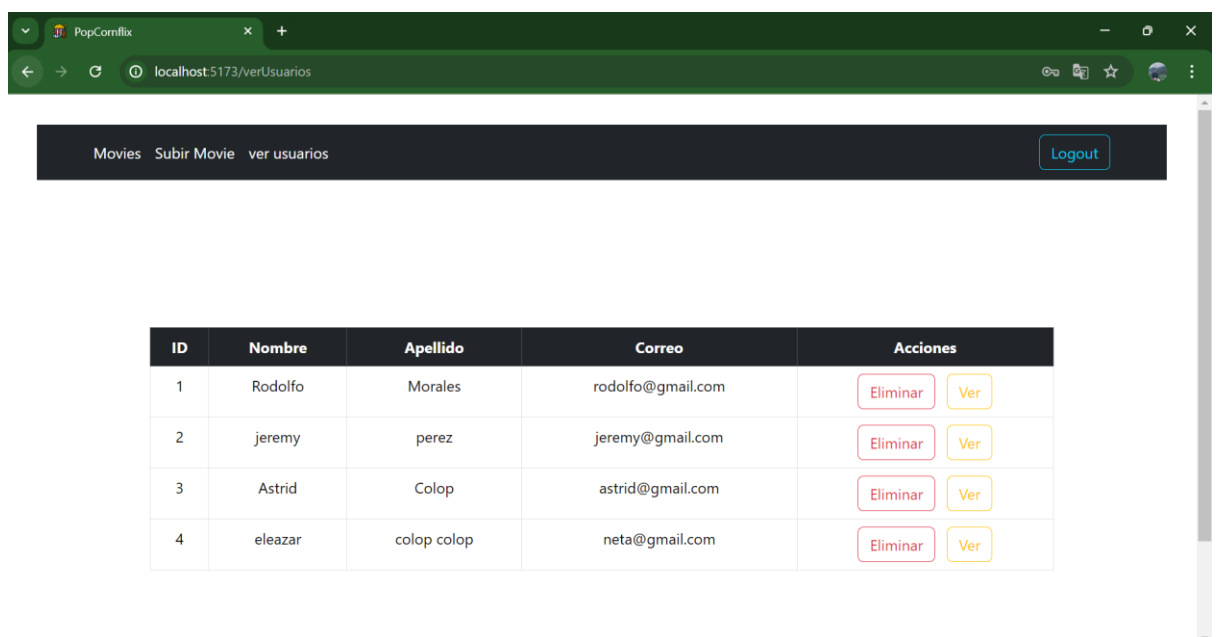 PopCornflix
localhost:5173/verUsuarios
Movies Subir Movie ver usuarios Logout
ID Nombre Apellido Correo Acciones
1 Rodolfo Morales rodolfo@gmail.com Eliminar Ver
2 jeremy perez jeremy@gmail.com Eliminar Ver
3 Astrid Colop astrid@gmail.com Eliminar Ver
4 eleazar colop colop neta@gmail.com Eliminar Ver